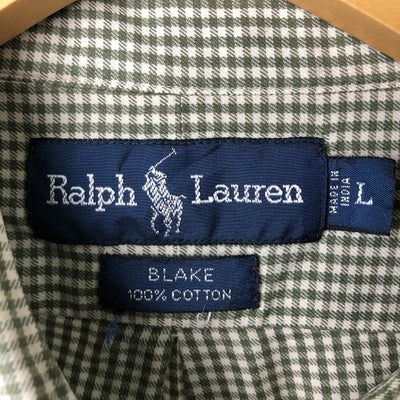 Ralph Lauren
MADE IN
INDIA
L
BLAKE
100% COTTON